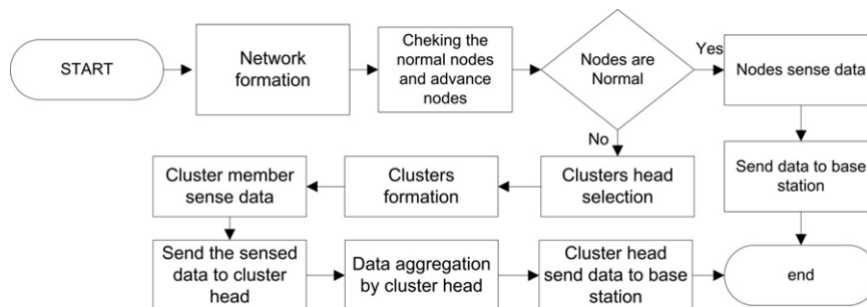 START
Network
formation
Cheking the
normal nodes
and advance
nodes
Nodes are
Normal
Yes
Nodes sense data
No
Cluster member
sense data
Clusters
formation
Clusters head
selection
Send data to base
station
Send the sensed
data to cluster
head
Data aggregation
by cluster head
Cluster head
send data to base
station
end